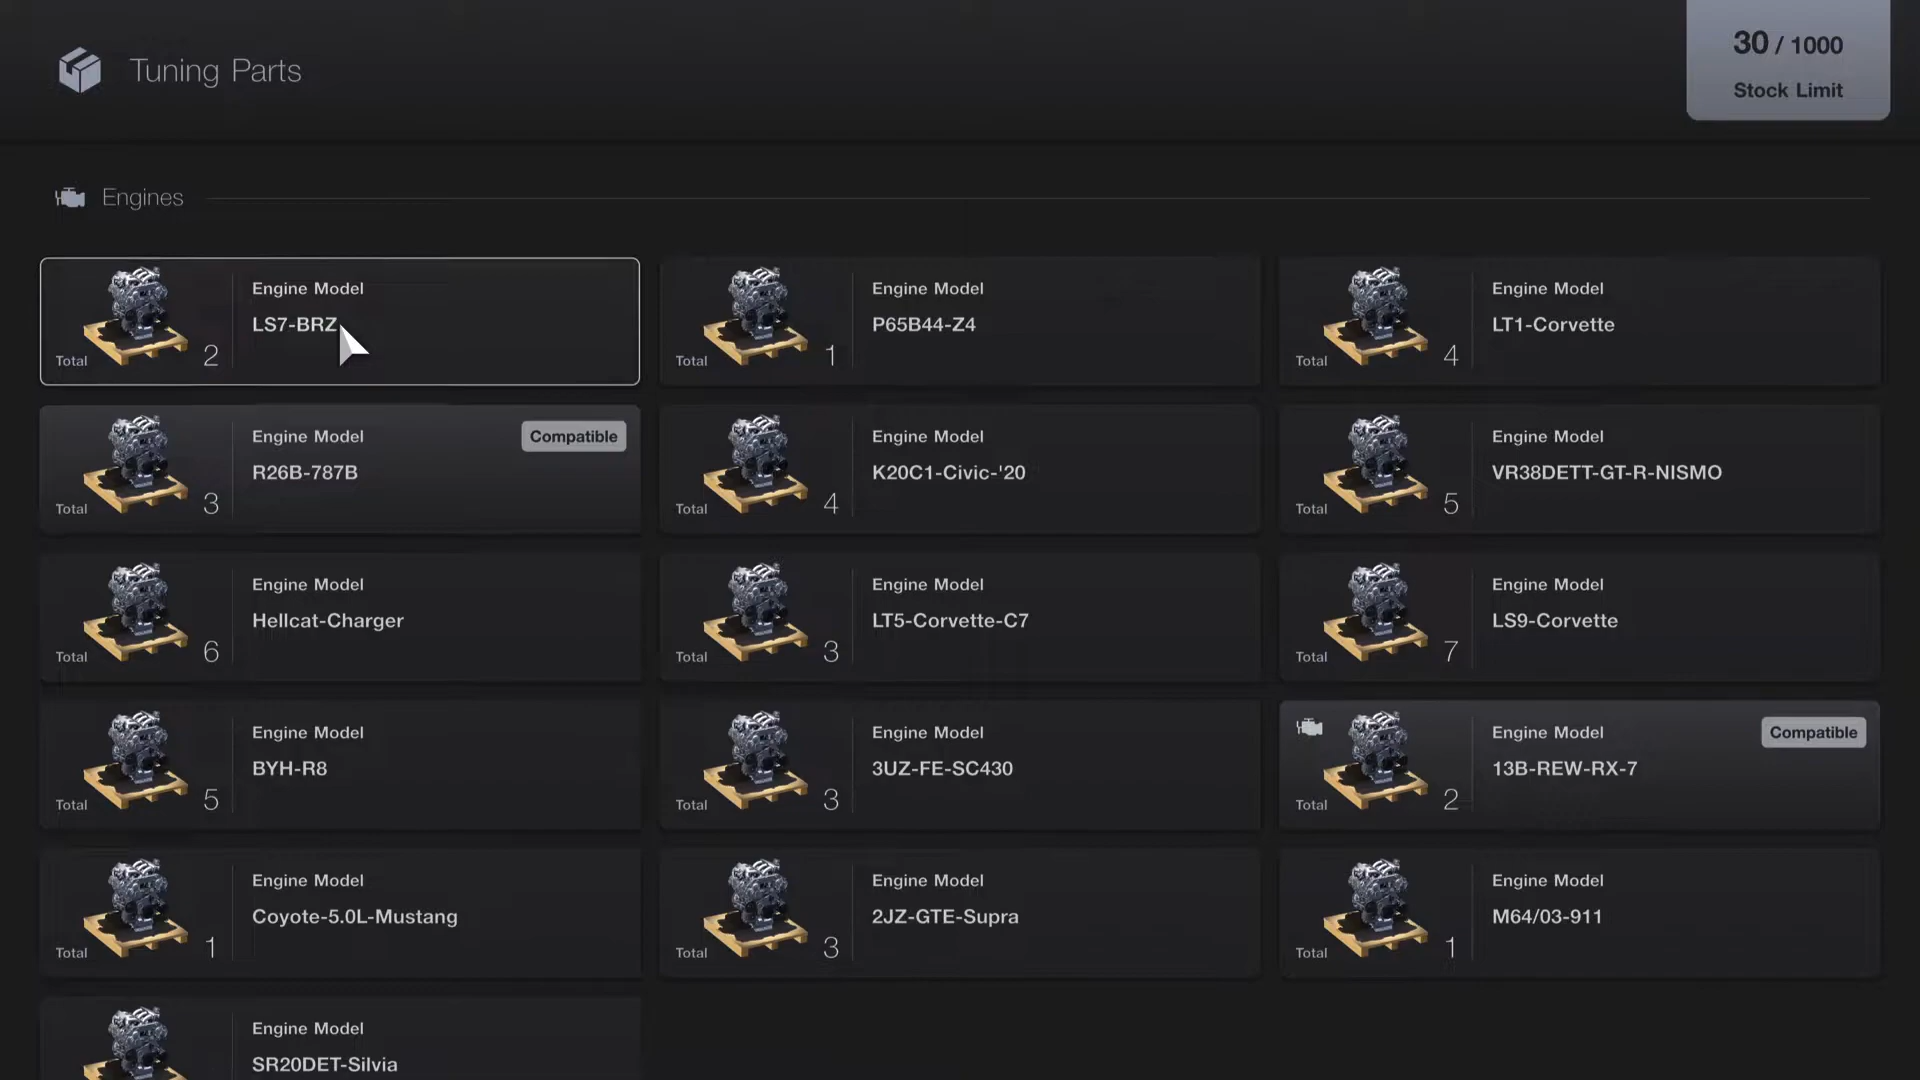 Tuning Parts
30 / 1000
Stock Limit
Engines
Engine Model
LS7-BRZ
Total 2
Engine Model
P65B44-Z4
Total 1
Engine Model
LT1-Corvette
Total 4
Engine Model
Compatible
R26B-787B
Total 3
Engine Model
K20C1-Civic-'20
Total 4
Engine Model
VR38DETT-GT-R-NISMO
Total 5
Engine Model
Hellcat-Charger
Total 6
Engine Model
LT5-Corvette-C7
Total 3
Engine Model
LS9-Corvette
Total 7
Engine Model
BYH-R8
Total 5
Engine Model
3UZ-FE-SC430
Total 3
Engine Model
Compatible
13B-REW-RX-7
Total 2
Engine Model
Coyote-5.0L-Mustang
Total 1
Engine Model
2JZ-GTE-Supra
Total 3
Engine Model
M64/03-911
Total 1
Engine Model
SR20DET-Silvia